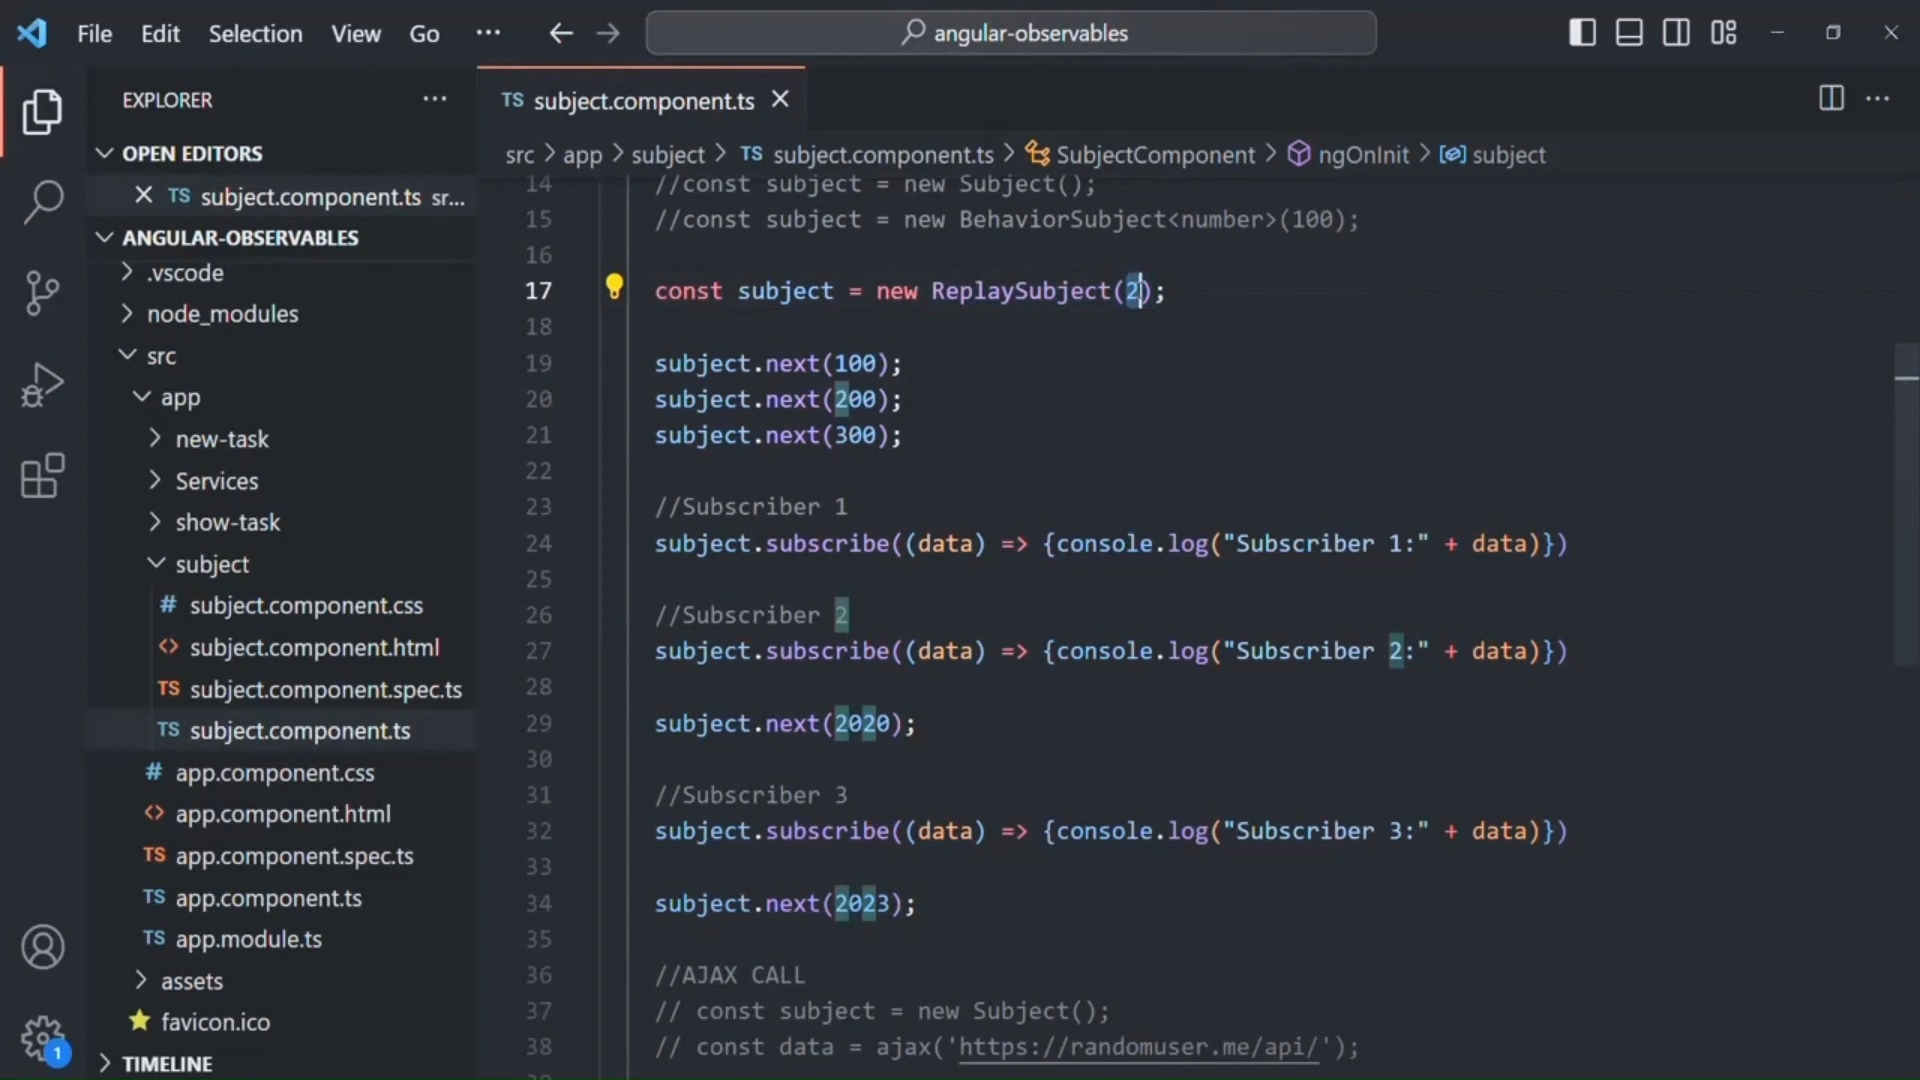 File Edit Selection View Go ··· angular-observables
EXPLORER ···
OPEN EDITORS
TS subject.component.ts sr...
ANGULAR-OBSERVABLES
.vscode
node_modules
src
app
new-task
Services
show-task
subject
# subject.component.css
<> subject.component.html
TS subject.component.spec.ts
TS subject.component.ts
# app.component.css
<> app.component.html
TS app.component.spec.ts
TS app.component.ts
TS app.module.ts
assets
favicon.ico
TIMELINE
1
TS subject.component.ts
src > app > subject > TS subject.component.ts > SubjectComponent > ngOnInit > subject
14 //const subject = new Subject();
15 //const subject = new BehaviorSubject<number>(100);
16
17 const subject = new ReplaySubject(2);
18
19 subject.next(100);
20 subject.next(200);
21 subject.next(300);
22
23 //Subscriber 1
24 subject.subscribe((data) => {console.log("Subscriber 1:" + data)})
25
26 //Subscriber 2
27 subject.subscribe((data) => {console.log("Subscriber 2:" + data)})
28
29 subject.next(2020);
30
31 //Subscriber 3
32 subject.subscribe((data) => {console.log("Subscriber 3:" + data)})
33
34 subject.next(2023);
35
36 //AJAX CALL
37 // const subject = new Subject();
38 // const data = ajax('https://randomuser.me/api/');